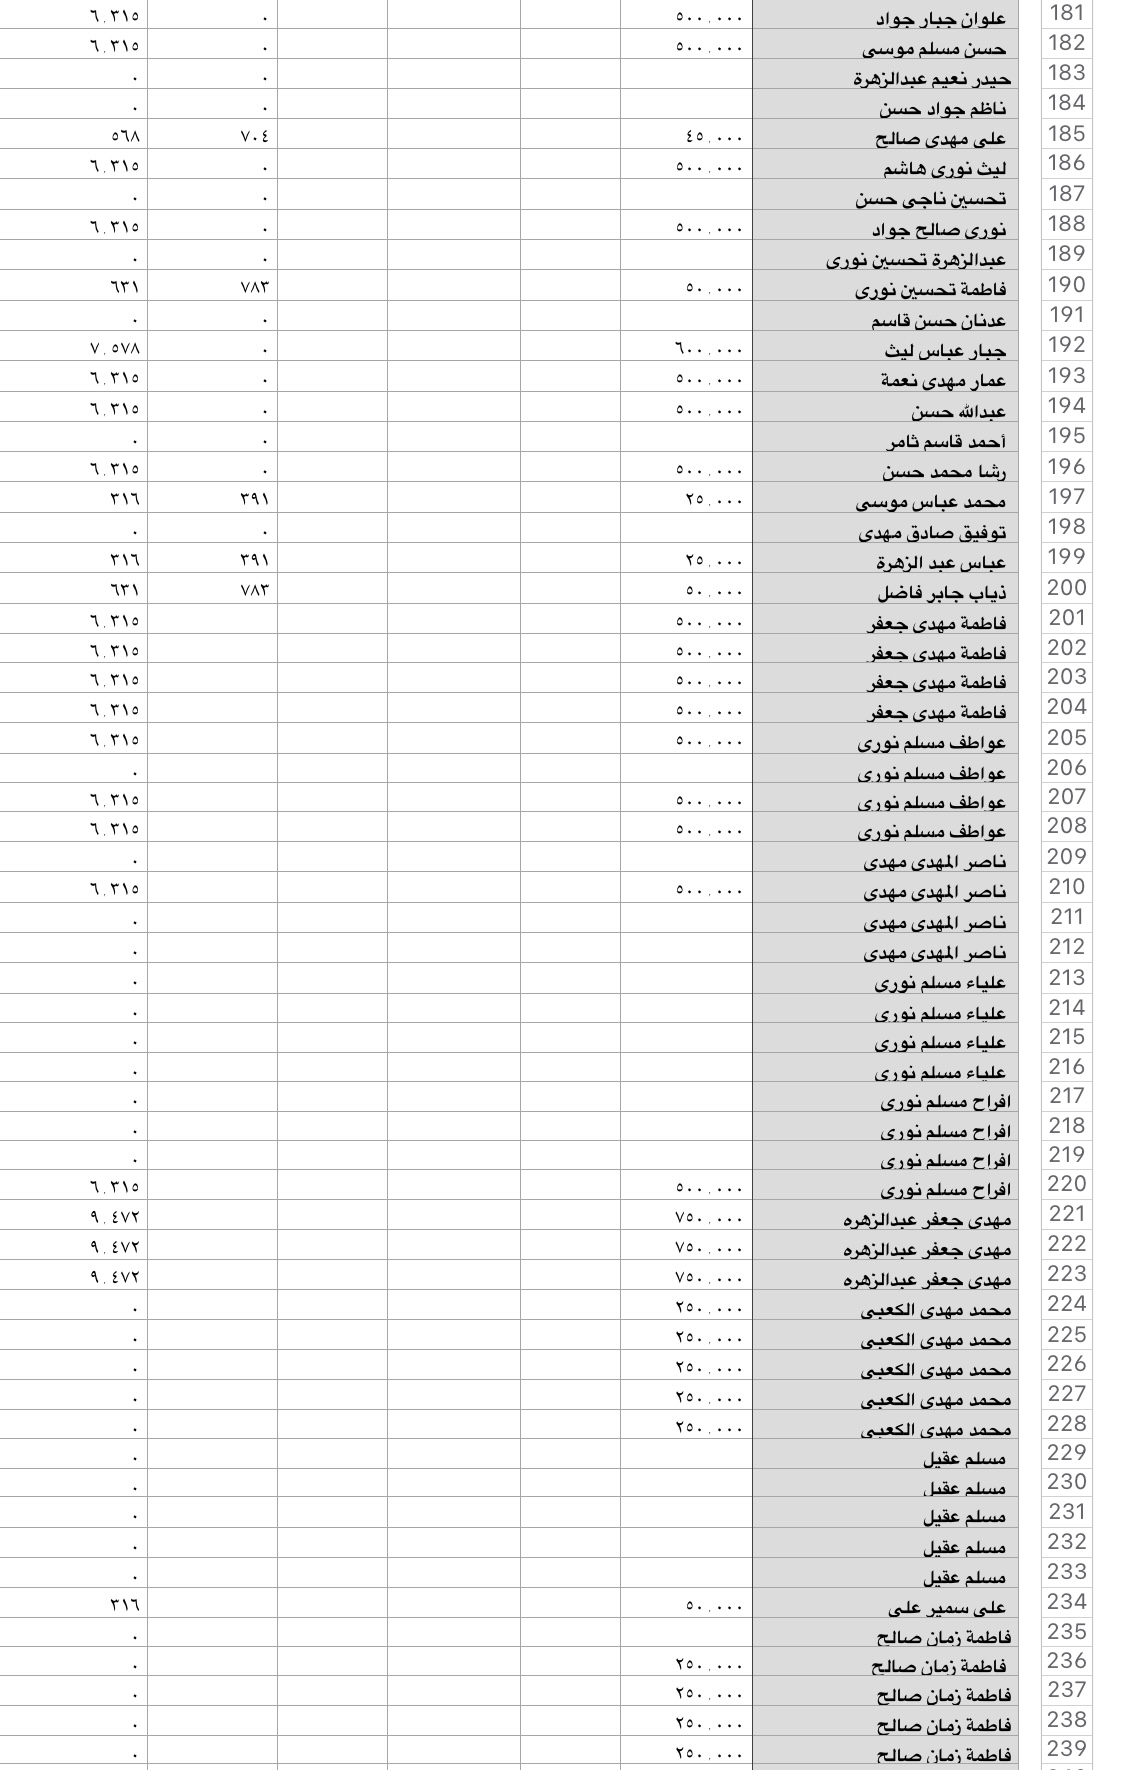 181 علوان جبار جواد ٥٠٠,٠٠٠ ٠ ٦,٣١٥
182 حسن مسلم موسى ٥٠٠,٠٠٠ ٠ ٦,٣١٥
183 حيدر نعيم عبدالزهرة ٠ ٠
184 ناظم جواد حسن ٠ ٠
185 على مهدى صالح ٤٥,٠٠٠ ٧٠٤ ٥٦٨
186 ليث نورى هاشم ٥٠٠,٠٠٠ ٠ ٦,٣١٥
187 تحسين ناجى حسن ٠ ٠
188 نورى صالح جواد ٥٠٠,٠٠٠ ٠ ٦,٣١٥
189 عبدالزهرة تحسين نورى ٠ ٠
190 فاطمة تحسين نورى ٥٠,٠٠٠ ٧٨٣ ٦٣١
191 عدنان حسن قاسم ٠ ٠
192 جبار عباس ليث ٦٠٠,٠٠٠ ٠ ٧,٥٧٨
193 عمار مهدى نعمة ٥٠٠,٠٠٠ ٠ ٦,٣١٥
194 عبدالله حسن ٥٠٠,٠٠٠ ٠ ٦,٣١٥
195 أحمد قاسم ثامر ٠ ٠
196 رشا محمد حسن ٥٠٠,٠٠٠ ٠ ٦,٣١٥
197 محمد عباس موسى ٢٥,٠٠٠ ٣٩١ ٣١٦
198 توفيق صادق مهدى ٠ ٠
199 عباس عبد الزهرة ٢٥,٠٠٠ ٣٩١ ٣١٦
200 ذياب جابر فاضل ٥٠,٠٠٠ ٧٨٣ ٦٣١
201 فاطمة مهدى جعفر ٥٠٠,٠٠٠ ٦,٣١٥
202 فاطمة مهدى جعفر ٥٠٠,٠٠٠ ٦,٣١٥
203 فاطمة مهدى جعفر ٥٠٠,٠٠٠ ٦,٣١٥
204 فاطمة مهدى جعفر ٥٠٠,٠٠٠ ٦,٣١٥
205 عواطف مسلم نورى ٥٠٠,٠٠٠ ٦,٣١٥
206 عواطف مسلم نورى ٠
207 عواطف مسلم نورى ٥٠٠,٠٠٠ ٦,٣١٥
208 عواطف مسلم نورى ٥٠٠,٠٠٠ ٦,٣١٥
209 ناصر المهدى مهدى ٠
210 ناصر المهدى مهدى ٥٠٠,٠٠٠ ٦,٣١٥
211 ناصر المهدى مهدى ٠
212 ناصر المهدى مهدى ٠
213 علياء مسلم نورى ٠
214 علياء مسلم نورى ٠
215 علياء مسلم نورى ٠
216 علياء مسلم نورى ٠
217 افراح مسلم نورى ٠
218 افراح مسلم نورى ٠
219 افراح مسلم نورى ٠
220 افراح مسلم نورى ٥٠٠,٠٠٠ ٦,٣١٥
221 مهدى جعفر عبدالزهره ٧٥٠,٠٠٠ ٩,٤٧٢
222 مهدى جعفر عبدالزهره ٧٥٠,٠٠٠ ٩,٤٧٢
223 مهدى جعفر عبدالزهره ٧٥٠,٠٠٠ ٩,٤٧٢
224 محمد مهدى الكعبى ٢٥٠,٠٠٠ ٠
225 محمد مهدى الكعبى ٢٥٠,٠٠٠ ٠
226 محمد مهدى الكعبى ٢٥٠,٠٠٠ ٠
227 محمد مهدى الكعبى ٢٥٠,٠٠٠ ٠
228 محمد مهدى الكعبى ٢٥٠,٠٠٠ ٠
229 مسلم عقيل ٠
230 مسلم عقيل ٠
231 مسلم عقيل ٠
232 مسلم عقيل ٠
233 مسلم عقيل ٠
234 على سمير على ٥٠,٠٠٠ ٣١٦
235 فاطمة زمان صالح ٠
236 فاطمة زمان صالح ٢٥٠,٠٠٠ ٠
237 فاطمة زمان صالح ٢٥٠,٠٠٠ ٠
238 فاطمة زمان صالح ٢٥٠,٠٠٠ ٠
239 فاطمة زمان صالح ٢٥٠,٠٠٠ ٠